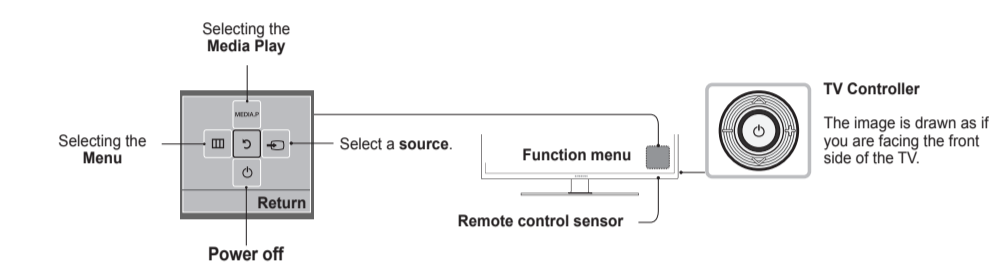 Selecting the
Media Play
MEDIA.P
Selecting the
Menu
Select a source.
Return
Power off
Function menu
Remote control sensor
TV Controller
The image is drawn as if
you are facing the front
side of the TV.